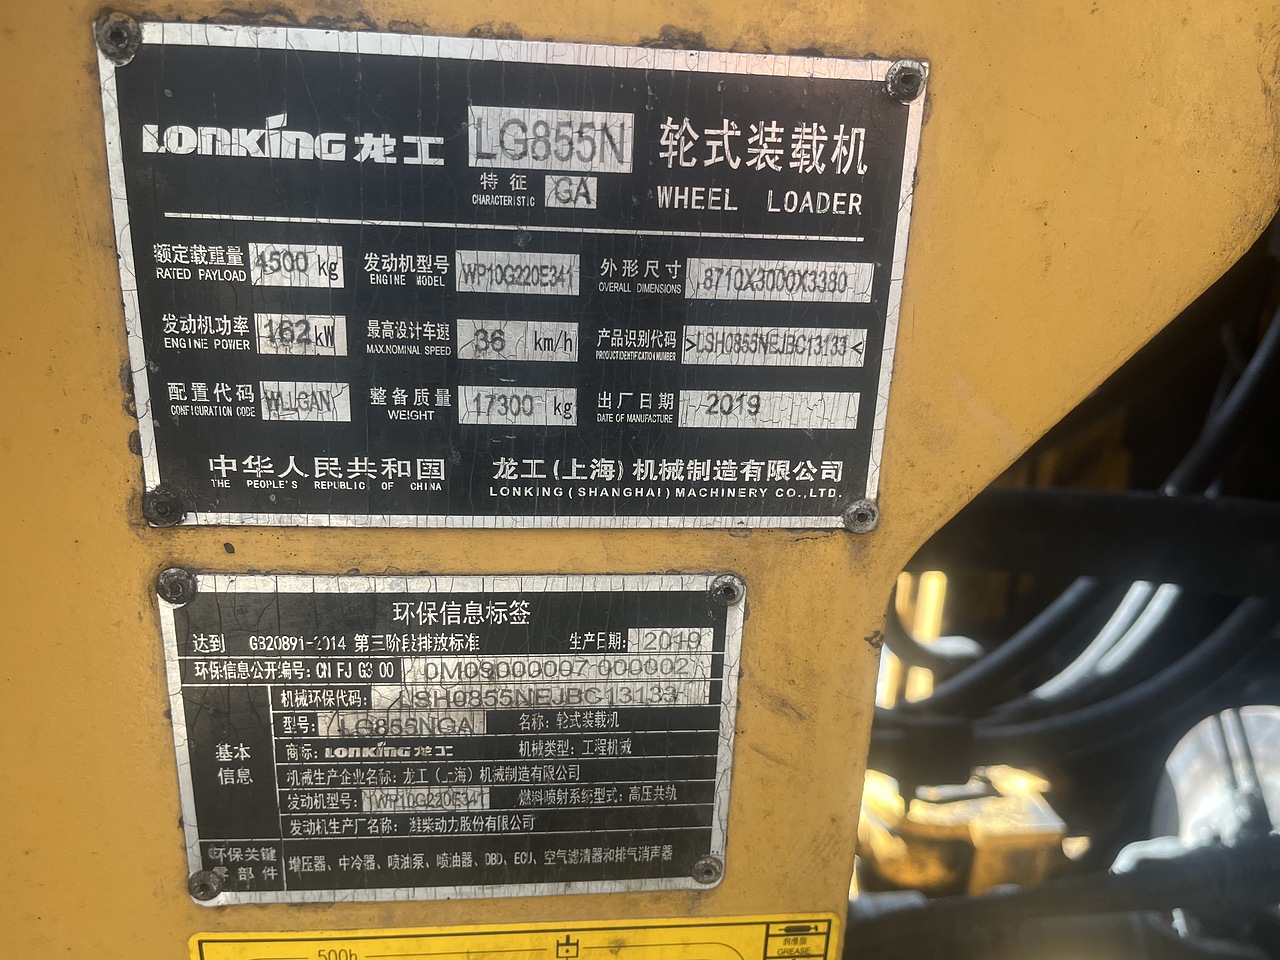 LONKING 龙工 LG855N 轮式装载机
特征 GA
CHARACTERISTIC WHEEL LOADER
额定载重量 4500 kg 发动机型号 WP10G220E341 外形尺寸 8710X3000X3380
RATED PAYLOAD ENGINE MODEL OVERALL DIMENSIONS
发动机功率 162 kW 最高设计车速 36 km/h 产品识别代码 >LSH0855NEJBC13133<
ENGINE POWER MAX.NOMINAL SPEED PRODUCT IDENTIFICATION NUMBER
配置代码 整备质量 17300 kg 出厂日期 2019
CONFIGURATION CODE WEIGHT DATE OF MANUFACTURE
中华人民共和国 龙工(上海)机械制造有限公司
THE PEOPLE'S REPUBLIC OF CHINA LONKING(SHANGHAI)MACHINERY CO.,LTD.
环保信息标签
达到 GB20891-2014 第三阶段排放标准 生产日期: 2019
环保信息公开编号: CN FJ G3 00 0M09000007 000002
机械环保代码: LSH0855NEJBC13133
型号: LG855NGA 名称: 轮式装载机
基本信息
商标: LONKING 龙工 机械类型: 工程机械
机械生产企业名称: 龙工(上海)机械制造有限公司
发动机型号: WP10G220E341 燃料喷射系统型式: 高压共轨
发动机生产厂名称: 潍柴动力股份有限公司
环保关键零部件 增压器、中冷器、喷油泵、喷油器、OBD、ECU、空气滤清器和排气消声器
500h
润滑脂
GREASE